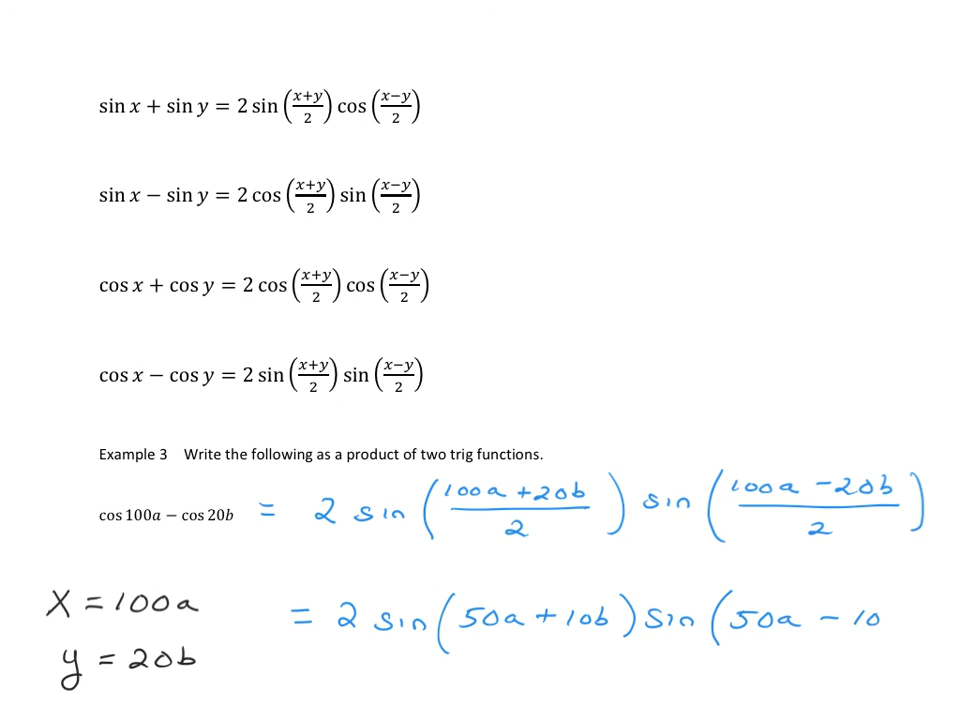 sin x + sin y = 2 sin ((x+y)/2) cos ((x−y)/2)
sin x − sin y = 2 cos ((x+y)/2) sin ((x−y)/2)
cos x + cos y = 2 cos ((x+y)/2) cos ((x−y)/2)
cos x − cos y = 2 sin ((x+y)/2) sin ((x−y)/2)
Example 3 Write the following as a product of two trig functions.
cos 100a − cos 20b = 2 sin ((100a + 20b)/2) sin ((100a − 20b)/2)
x = 100a
= 2 sin (50a + 10b) sin (50a − 10
y = 20b